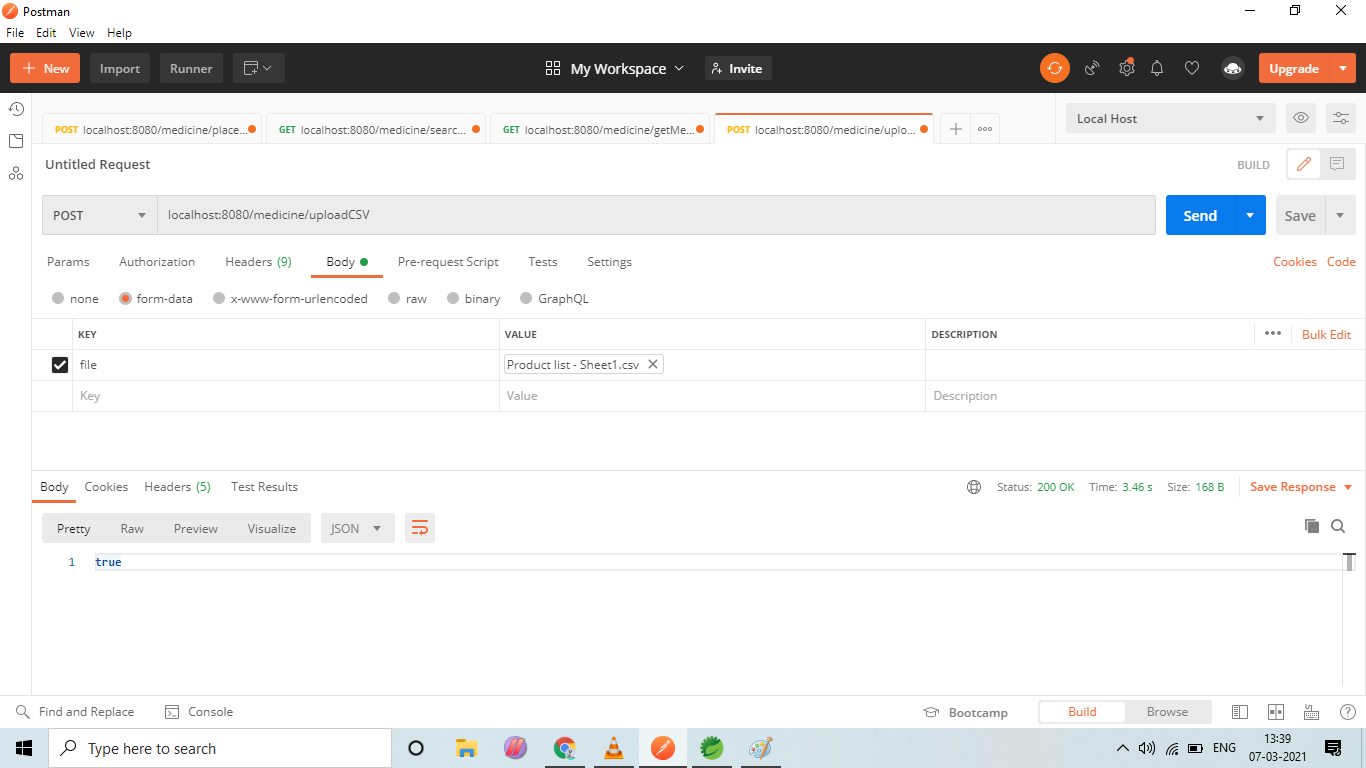 Postman
File Edit View Help
New Import Runner My Workspace Invite Upgrade
POST localhost:8080/medicine/place... GET localhost:8080/medicine/searc... GET localhost:8080/medicine/getMe... POST localhost:8080/medicine/uplo... Local Host
Untitled Request BUILD
POST localhost:8080/medicine/uploadCSV Send Save
Params Authorization Headers (9) Body Pre-request Script Tests Settings Cookies Code
none form-data x-www-form-urlencoded raw binary GraphQL
KEY VALUE DESCRIPTION Bulk Edit
file Product list - Sheet1.csv
Key Value Description
Body Cookies Headers (5) Test Results Status: 200 OK Time: 3.46 s Size: 168 B Save Response
Pretty Raw Preview Visualize JSON
1 true
Find and Replace Console Bootcamp Build Browse
Type here to search ENG 13:39
07-03-2021